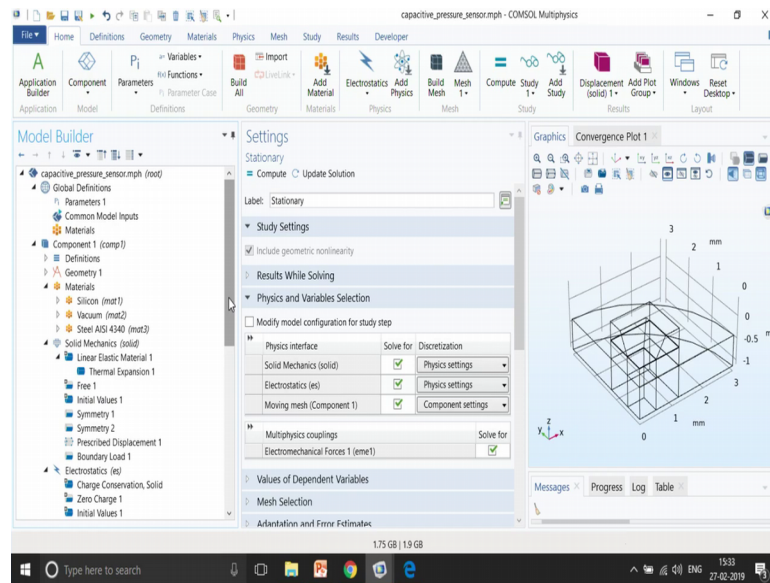 capacitive_pressure_sensor.mph - COMSOL Multiphysics
File Home Definitions Geometry Materials Physics Mesh Study Results Developer
A Pi a= Variables Import
f(x) Functions LiveLink
Application Builder Component Parameters Pi Parameter Case Build All Add Material Electrostatics Add Physics Build Mesh Mesh 1 Compute Study 1 Add Study Displacement (solid) 1 Add Plot Group Windows Reset Desktop
Application Model Definitions Geometry Materials Physics Mesh Study Results Layout
Model Builder
capacitive_pressure_sensor.mph (root)
Global Definitions
Pi Parameters 1
Common Model Inputs
Materials
Component 1 (comp1)
Definitions
Geometry 1
Materials
Silicon (mat1)
Vacuum (mat2)
Steel AISI 4340 (mat3)
Solid Mechanics (solid)
Linear Elastic Material 1
Thermal Expansion 1
Free 1
Initial Values 1
Symmetry 1
Symmetry 2
Prescribed Displacement 1
Boundary Load 1
Electrostatics (es)
Charge Conservation, Solid
Zero Charge 1
Initial Values 1
Settings
Stationary
= Compute Update Solution
Label: Stationary
Study Settings
Include geometric nonlinearity
Results While Solving
Physics and Variables Selection
Modify model configuration for study step
Physics interface Solve for Discretization
Solid Mechanics (solid) Physics settings
Electrostatics (es) Physics settings
Moving mesh (Component 1) Component settings
Multiphysics couplings Solve for
Electromechanical Forces 1 (eme1)
Values of Dependent Variables
Mesh Selection
Adaptation and Error Estimates
Graphics Convergence Plot 1
3
2 mm
1
0
0
-0.5
-1
3
2
1 mm
0
z
y x
Messages Progress Log Table
1.75 GB | 1.9 GB
Type here to search
ENG 15:33
27-02-2019